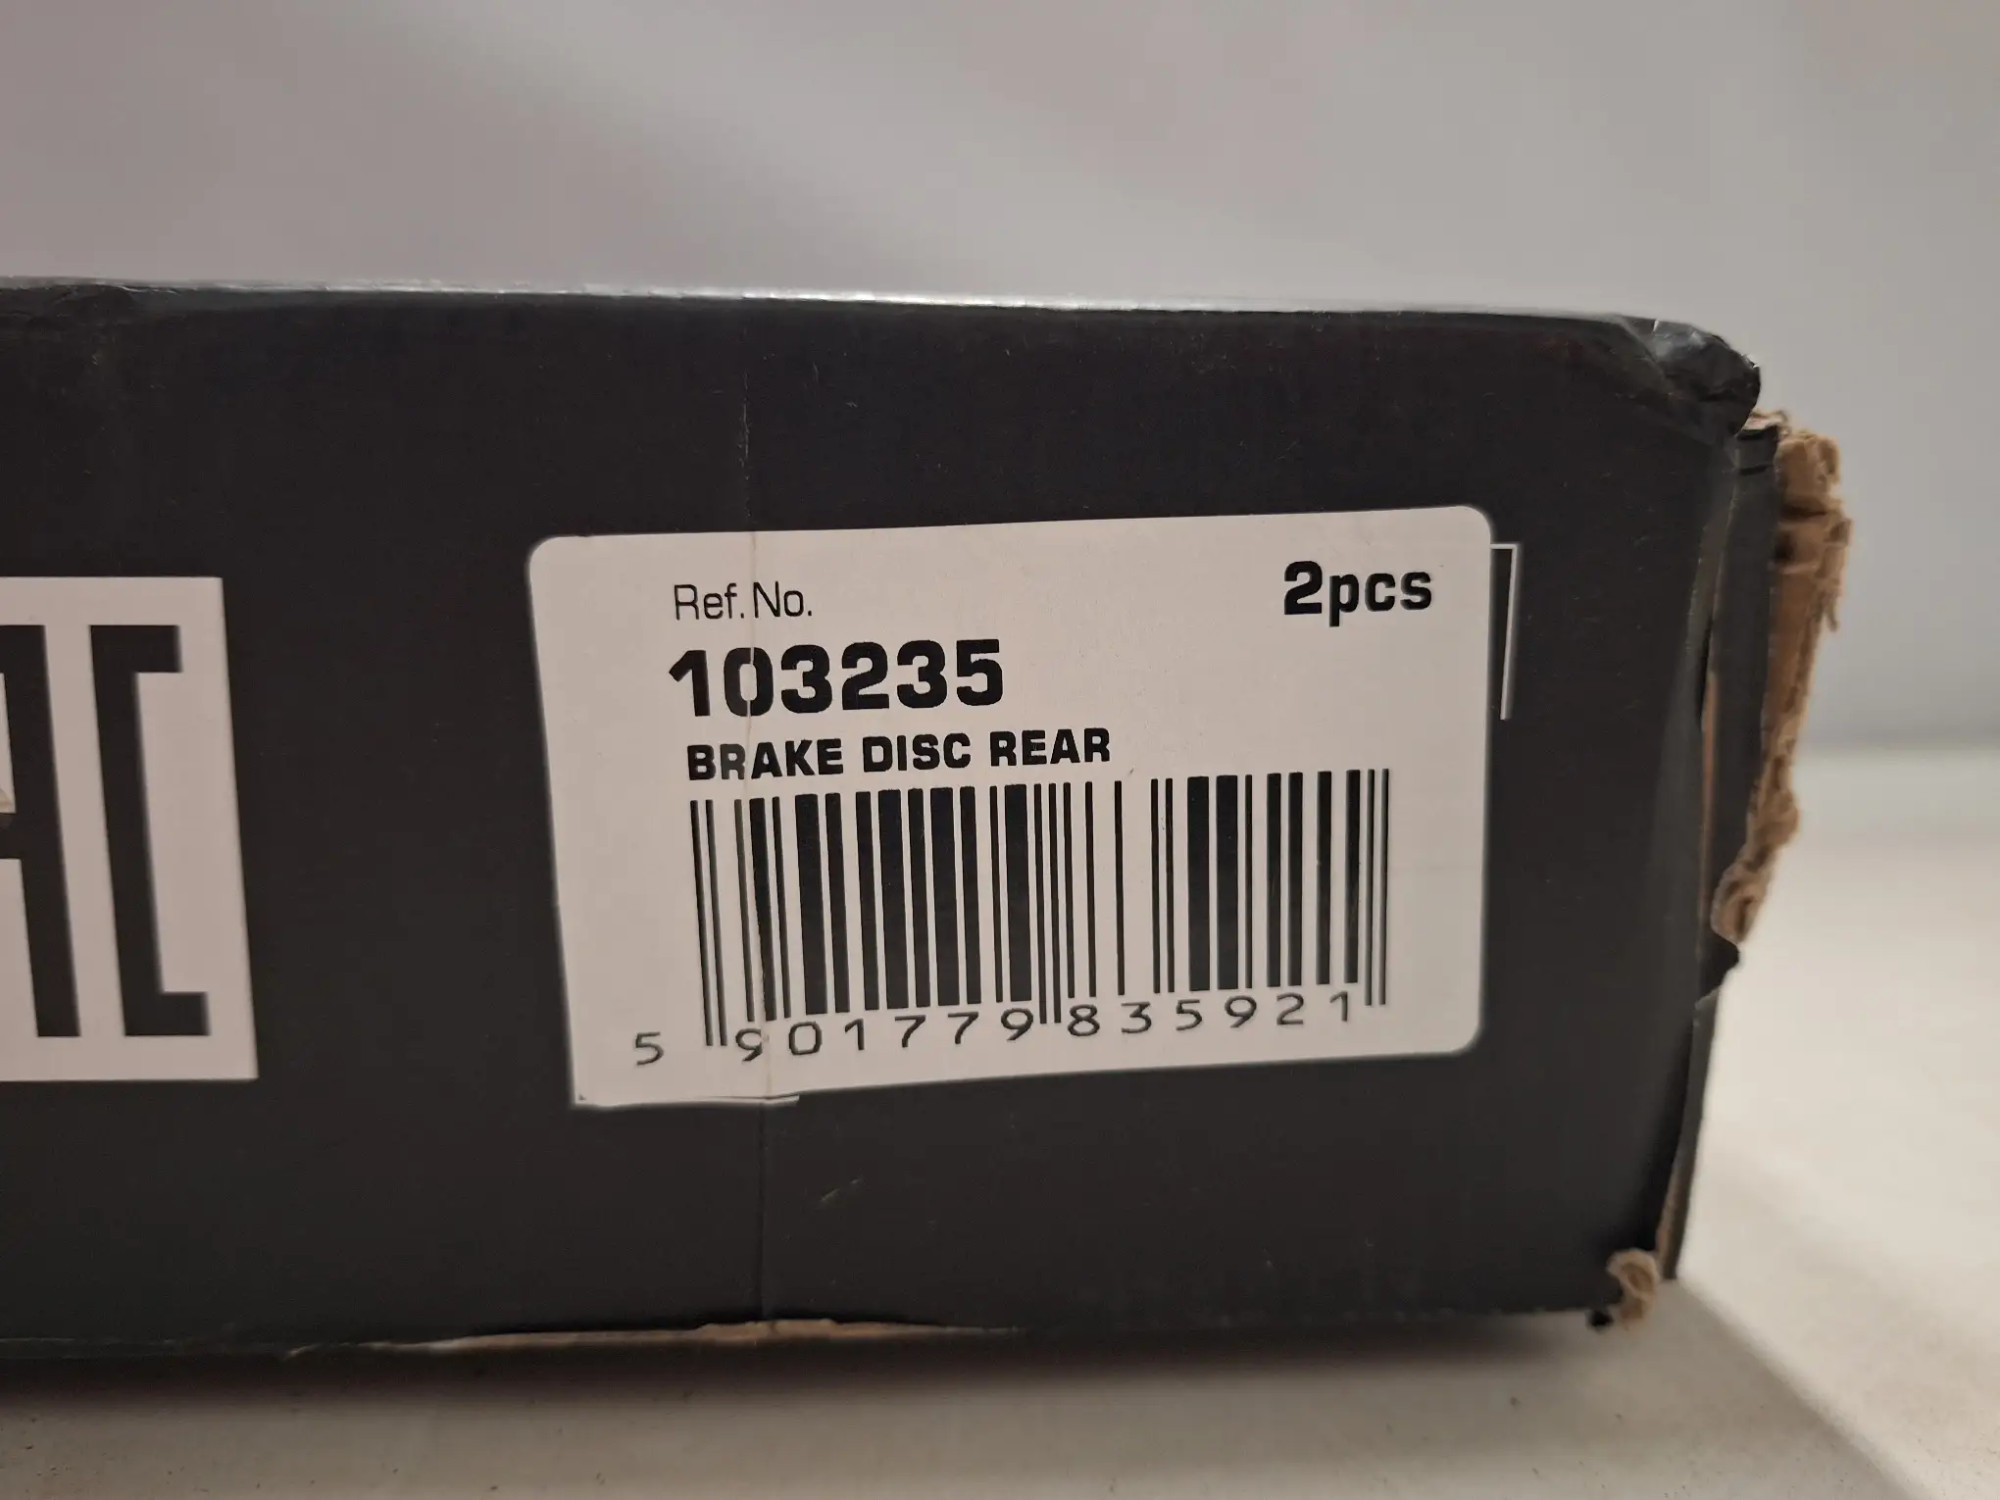 Ref. No.
2pcs
103235
BRAKE DISC REAR
5 901779 835921